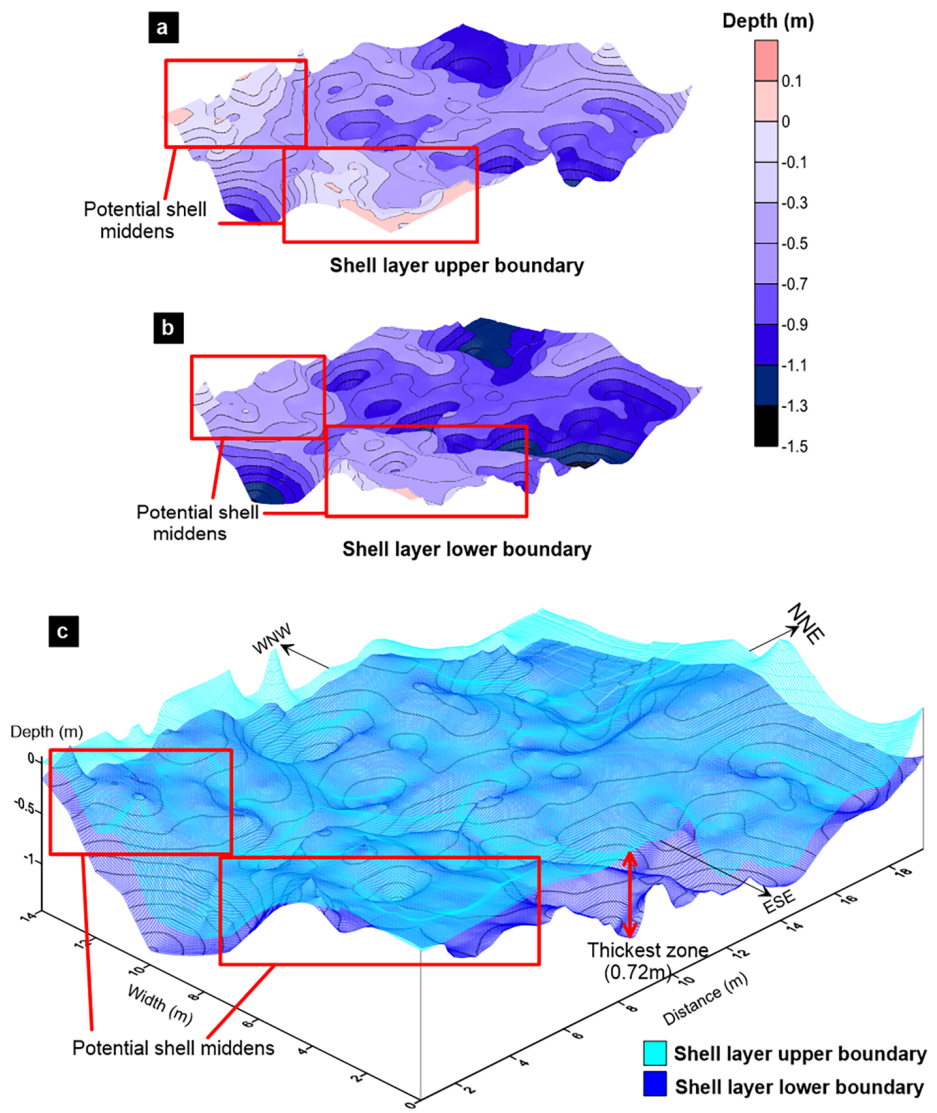 a
Depth (m)
0.1
0
-0.1
-0.3
-0.5
-0.7
-0.9
-1.1
-1.3
-1.5
Potential shell
middens
Shell layer upper boundary
b
Potential shell
middens
Shell layer lower boundary
c
WNW
NNE
Depth (m)
0
-0.5
-1
14
12
10
8
6
4
2
0
Width (m)
ESE
18
16
14
12
10
8
6
4
2
Distance (m)
Thickest zone
(0.72m)
Potential shell middens
Shell layer upper boundary
Shell layer lower boundary